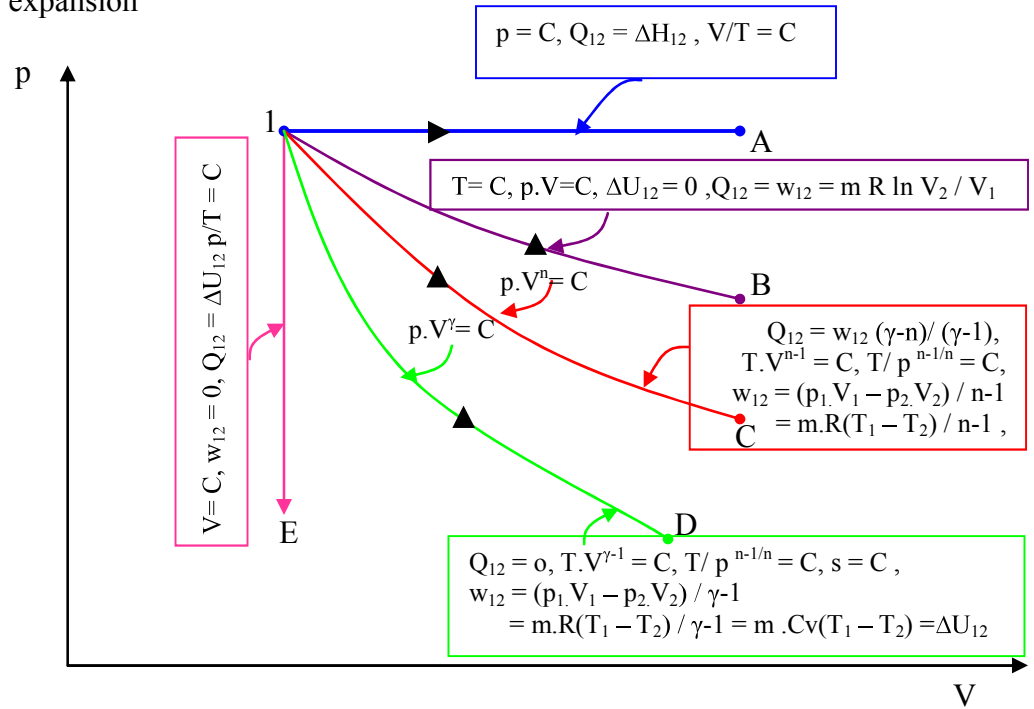 expansion
p = C, Q₁₂ = ΔH₁₂ , V/T = C
p
1
A
T= C, p.V=C, ΔU₁₂ = 0 ,Q₁₂ = w₁₂ = m R ln V₂ / V₁
V= C, w₁₂ = 0, Q₁₂ = ΔU₁₂ p/T = C
p.Vⁿ= C
B
p.Vᵞ= C
Q₁₂ = w₁₂ (γ-n)/ (γ-1),
T.Vⁿ⁻¹ = C, T/ p ⁿ⁻¹/ⁿ = C,
w₁₂ = (p₁.V₁ – p₂.V₂) / n-1
= m.R(T₁ – T₂) / n-1 ,
C
E
D
Q₁₂ = o, T.Vᵞ⁻¹ = C, T/ p ⁿ⁻¹/ⁿ = C, s = C ,
w₁₂ = (p₁.V₁ – p₂.V₂) / γ-1
= m.R(T₁ – T₂) / γ-1 = m .Cv(T₁ – T₂) =ΔU₁₂
V